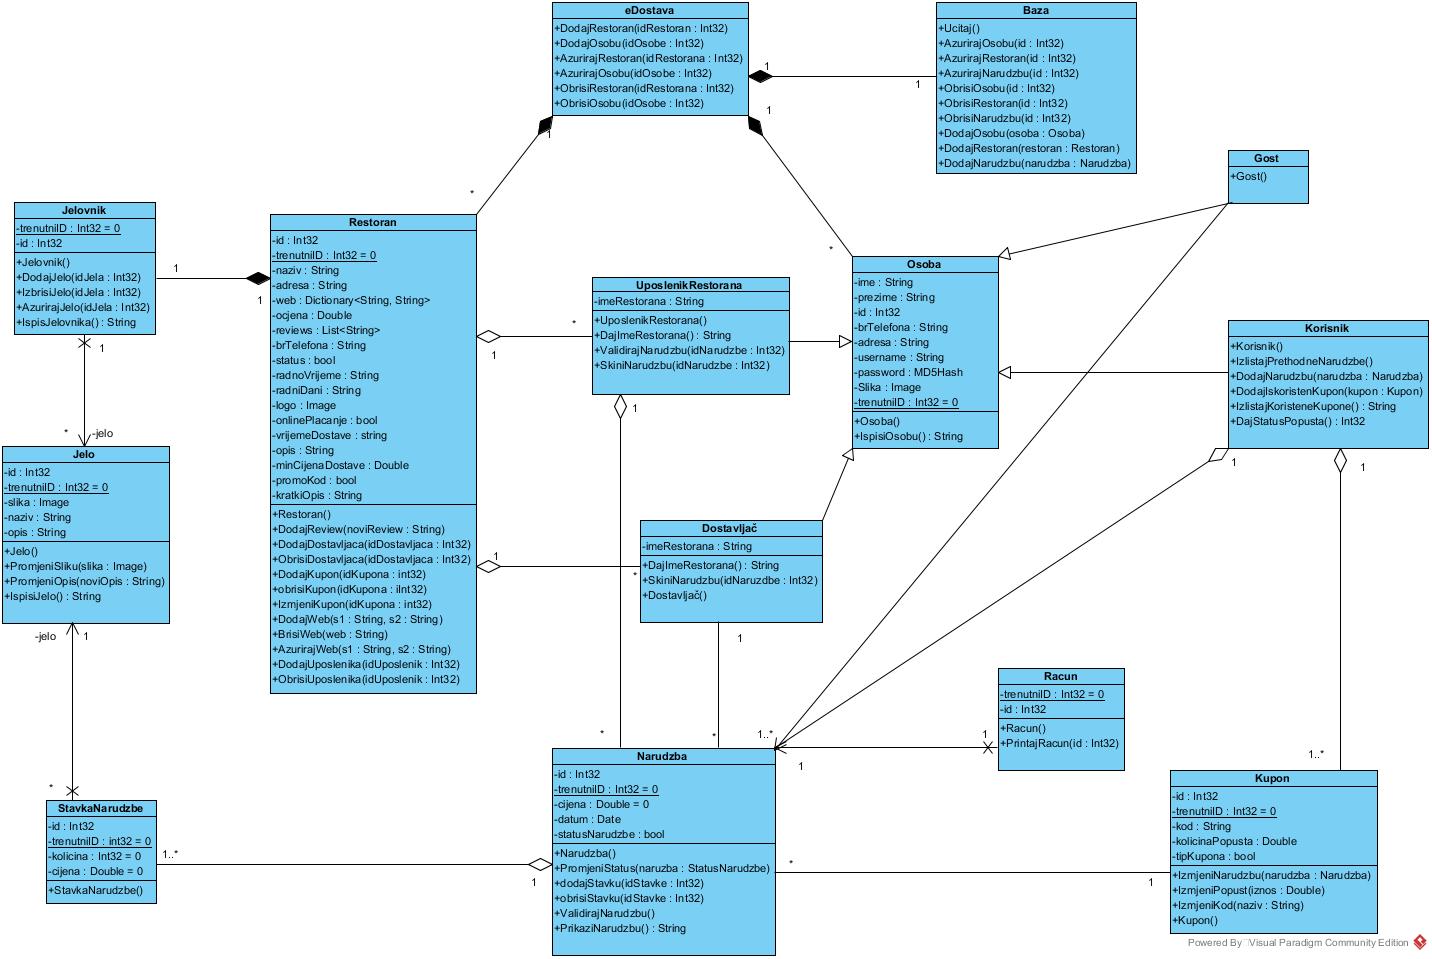 eDostava
+DodajRestoran(idRestoran : Int32)
+DodajOsobu(idOsobe : Int32)
+AzurirajRestoran(idRestorana : Int32)
+AzurirajOsobu(idOsobe : Int32)
+ObrisiRestoran(idRestorana : Int32)
+ObrisiOsobu(idOsobe : Int32)
1
1
1
1
*
*
Baza
+Ucitaj()
+AzurirajOsobu(id : Int32)
+AzurirajRestoran(id : Int32)
+AzurirajNarudzbu(id : Int32)
+ObrisiOsobu(id : Int32)
+ObrisiRestoran(id : Int32)
+ObrisiNarudzbu(id : Int32)
+DodajOsobu(osoba : Osoba)
+DodajRestoran(restoran : Restoran)
+DodajNarudzbu(narudzba : Narudzba)
Gost
+Gost()
Jelovnik
-trenutniID : Int32 = 0
-id : Int32
+Jelovnik()
+DodajJelo(idJela : Int32)
+IzbrisiJelo(idJela : Int32)
+AzurirajJelo(idJela : Int32)
+IspisJelovnika() : String
1
1
1
*
-jelo
Restoran
-id : Int32
-trenutniID : Int32 = 0
-naziv : String
-adresa : String
-web : Dictionary<String, String>
-ocjena : Double
-reviews : List<String>
-brTelefona : String
-status : bool
-radnoVrijeme : String
-radniDani : String
-logo : Image
-onlinePlacanje : bool
-vrijemeDostave : string
-opis : String
-minCijenaDostave : Double
-promoKod : bool
-kratkiOpis : String
+Restoran()
+DodajReview(noviReview : String)
+DodajDostavljaca(idDostavljaca : Int32)
+ObrisiDostavljaca(idDostavljaca : Int32)
+DodajKupon(idKupona : int32)
+obrisiKupon(idKupona : iInt32)
+IzmjeniKupon(idKupona : int32)
+DodajWeb(s1 : String, s2 : String)
+BrisiWeb(web : String)
+AzurirajWeb(s1 : String, s2 : String)
+DodajUposlenika(idUposlenik : Int32)
+ObrisiUposlenika(idUposlenik : Int32)
1
*
1
*
UposlenikRestorana
-imeRestorana : String
+UposlenikRestorana()
+DajImeRestorana() : String
+ValidirajNarudzbu(idNarudzbe : Int32)
+SkiniNarudzbu(idNarudzbe : Int32)
1
*
Osoba
-ime : String
-prezime : String
-id : Int32
-brTelefona : String
-adresa : String
-username : String
-password : MD5Hash
-Slika : Image
-trenutniID : Int32 = 0
+Osoba()
+IspisiOsobu() : String
Korisnik
+Korisnik()
+IzlistajPrethodneNarudzbe()
+DodajNarudzbu(narudzba : Narudzba)
+DodajIskoristenKupon(kupon : Kupon)
+IzlistajKoristeneKupone() : String
+DajStatusPopusta() : Int32
1
1
1..*
1..*
Jelo
-id : Int32
-trenutniID : Int32 = 0
-slika : Image
-naziv : String
-opis : String
+Jelo()
+PromjeniSliku(slika : Image)
+PromjeniOpis(noviOpis : String)
+IspisiJelo() : String
-jelo
1
*
Dostavljač
-imeRestorana : String
+DajImeRestorana() : String
+SkiniNarudzbu(idNaruzdbe : Int32)
+Dostavljač()
1
*
Racun
-trenutniID : Int32 = 0
-id : Int32
+Racun()
+PrintajRacun(id : Int32)
1
1
Narudzba
-id : Int32
-trenutniID : Int32 = 0
-cijena : Double = 0
-datum : Date
-statusNarudzbe : bool
+Narudzba()
+PromjeniStatus(naruzba : StatusNarudzbe)
+dodajStavku(idStavke : Int32)
+obrisiStavku(idStavke : Int32)
+ValidirajNarudzbu()
+PrikaziNarudzbu() : String
StavkaNarudzbe
-id : Int32
-trenutniID : int32 = 0
-kolicina : Int32 = 0
-cijena : Double = 0
+StavkaNarudzbe()
1..*
1
*
1
Kupon
-id : Int32
-trenutniID : Int32 = 0
-kod : String
-kolicinaPopusta : Double
-tipKupona : bool
+IzmjeniNarudzbu(narudzba : Narudzba)
+IzmjeniPopust(iznos : Double)
+IzmjeniKod(naziv : String)
+Kupon()
Powered By Visual Paradigm Community Edition